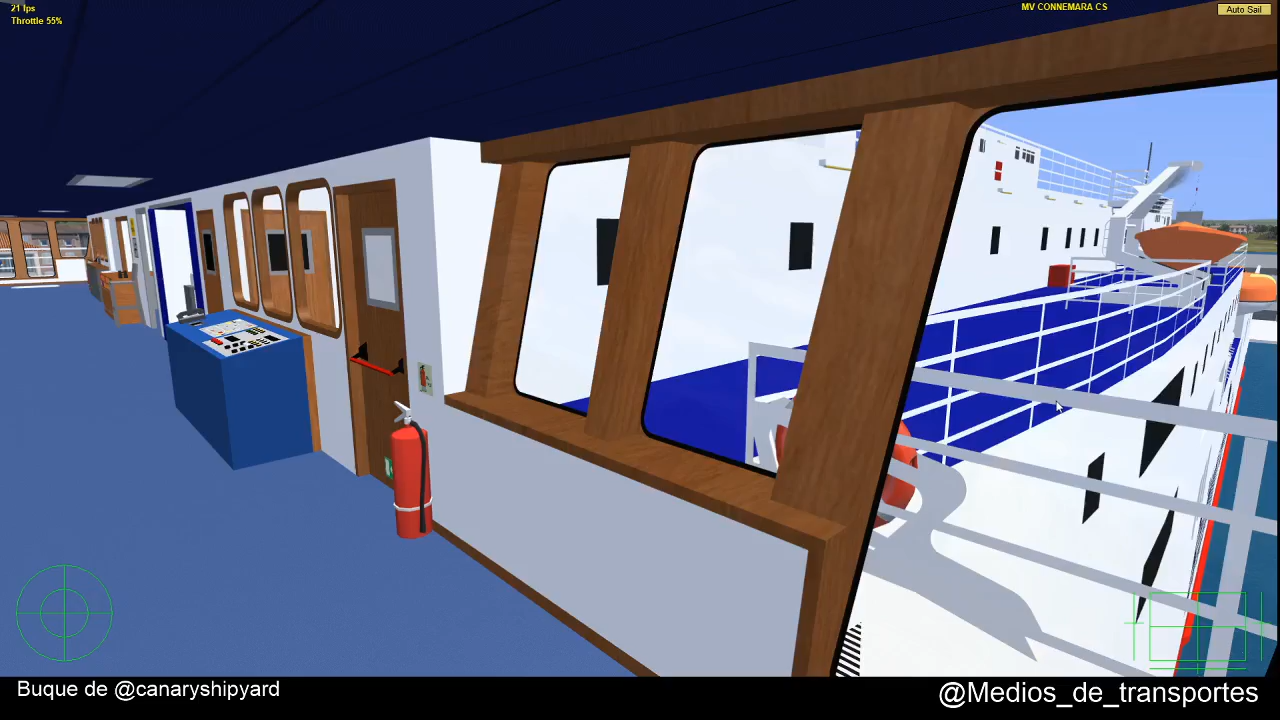 21 fps
Throttle 55%
MV CONNEMARA CS
Auto Sail
Buque de @canaryshipyard
@Medios_de_transportes